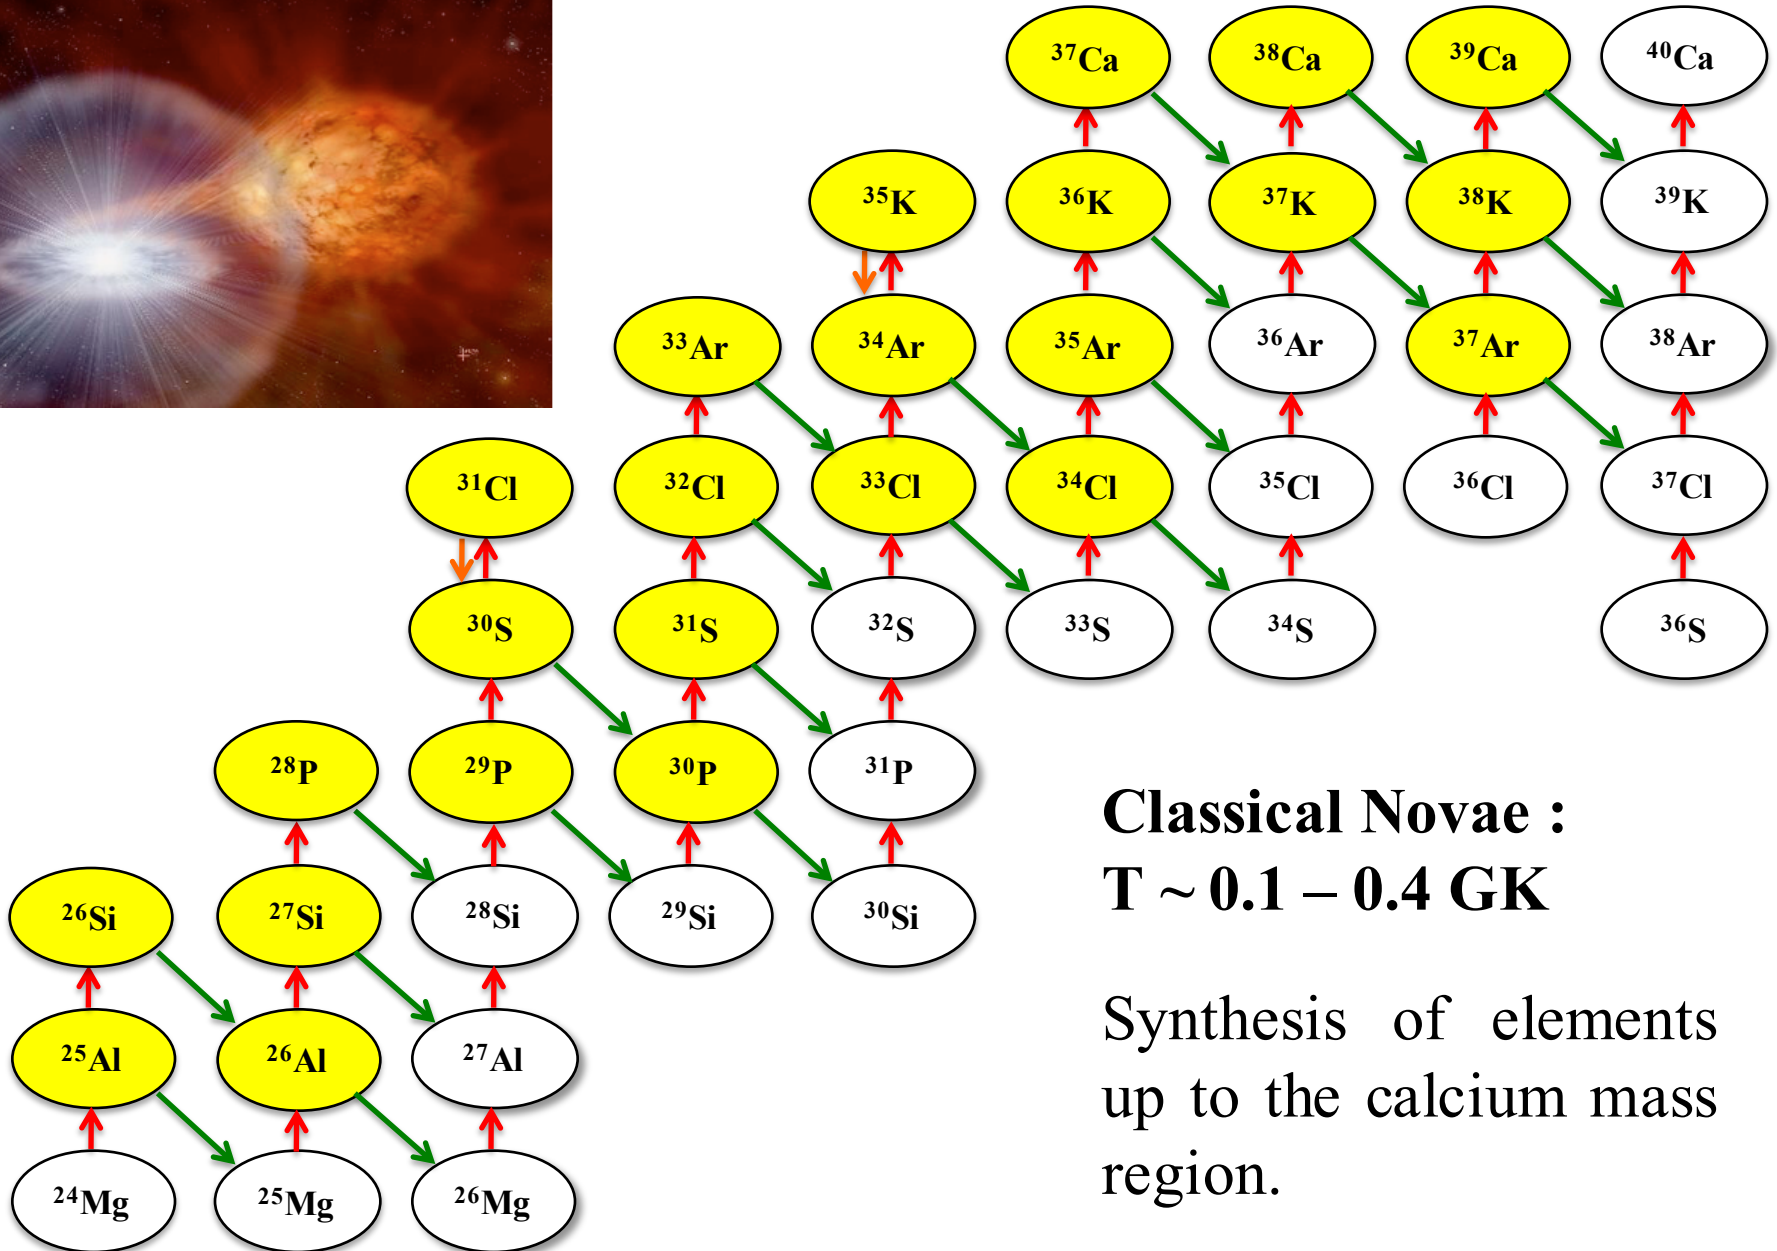 ³⁷Ca ³⁸Ca ³⁹Ca ⁴⁰Ca
³⁵K ³⁶K ³⁷K ³⁸K ³⁹K
³³Ar ³⁴Ar ³⁵Ar ³⁶Ar ³⁷Ar ³⁸Ar
³¹Cl ³²Cl ³³Cl ³⁴Cl ³⁵Cl ³⁶Cl ³⁷Cl
³⁰S ³¹S ³²S ³³S ³⁴S ³⁶S
²⁸P ²⁹P ³⁰P ³¹P
²⁶Si ²⁷Si ²⁸Si ²⁹Si ³⁰Si
²⁵Al ²⁶Al ²⁷Al
²⁴Mg ²⁵Mg ²⁶Mg
Classical Novae :
T ~ 0.1 – 0.4 GK
Synthesis of elements
up to the calcium mass
region.